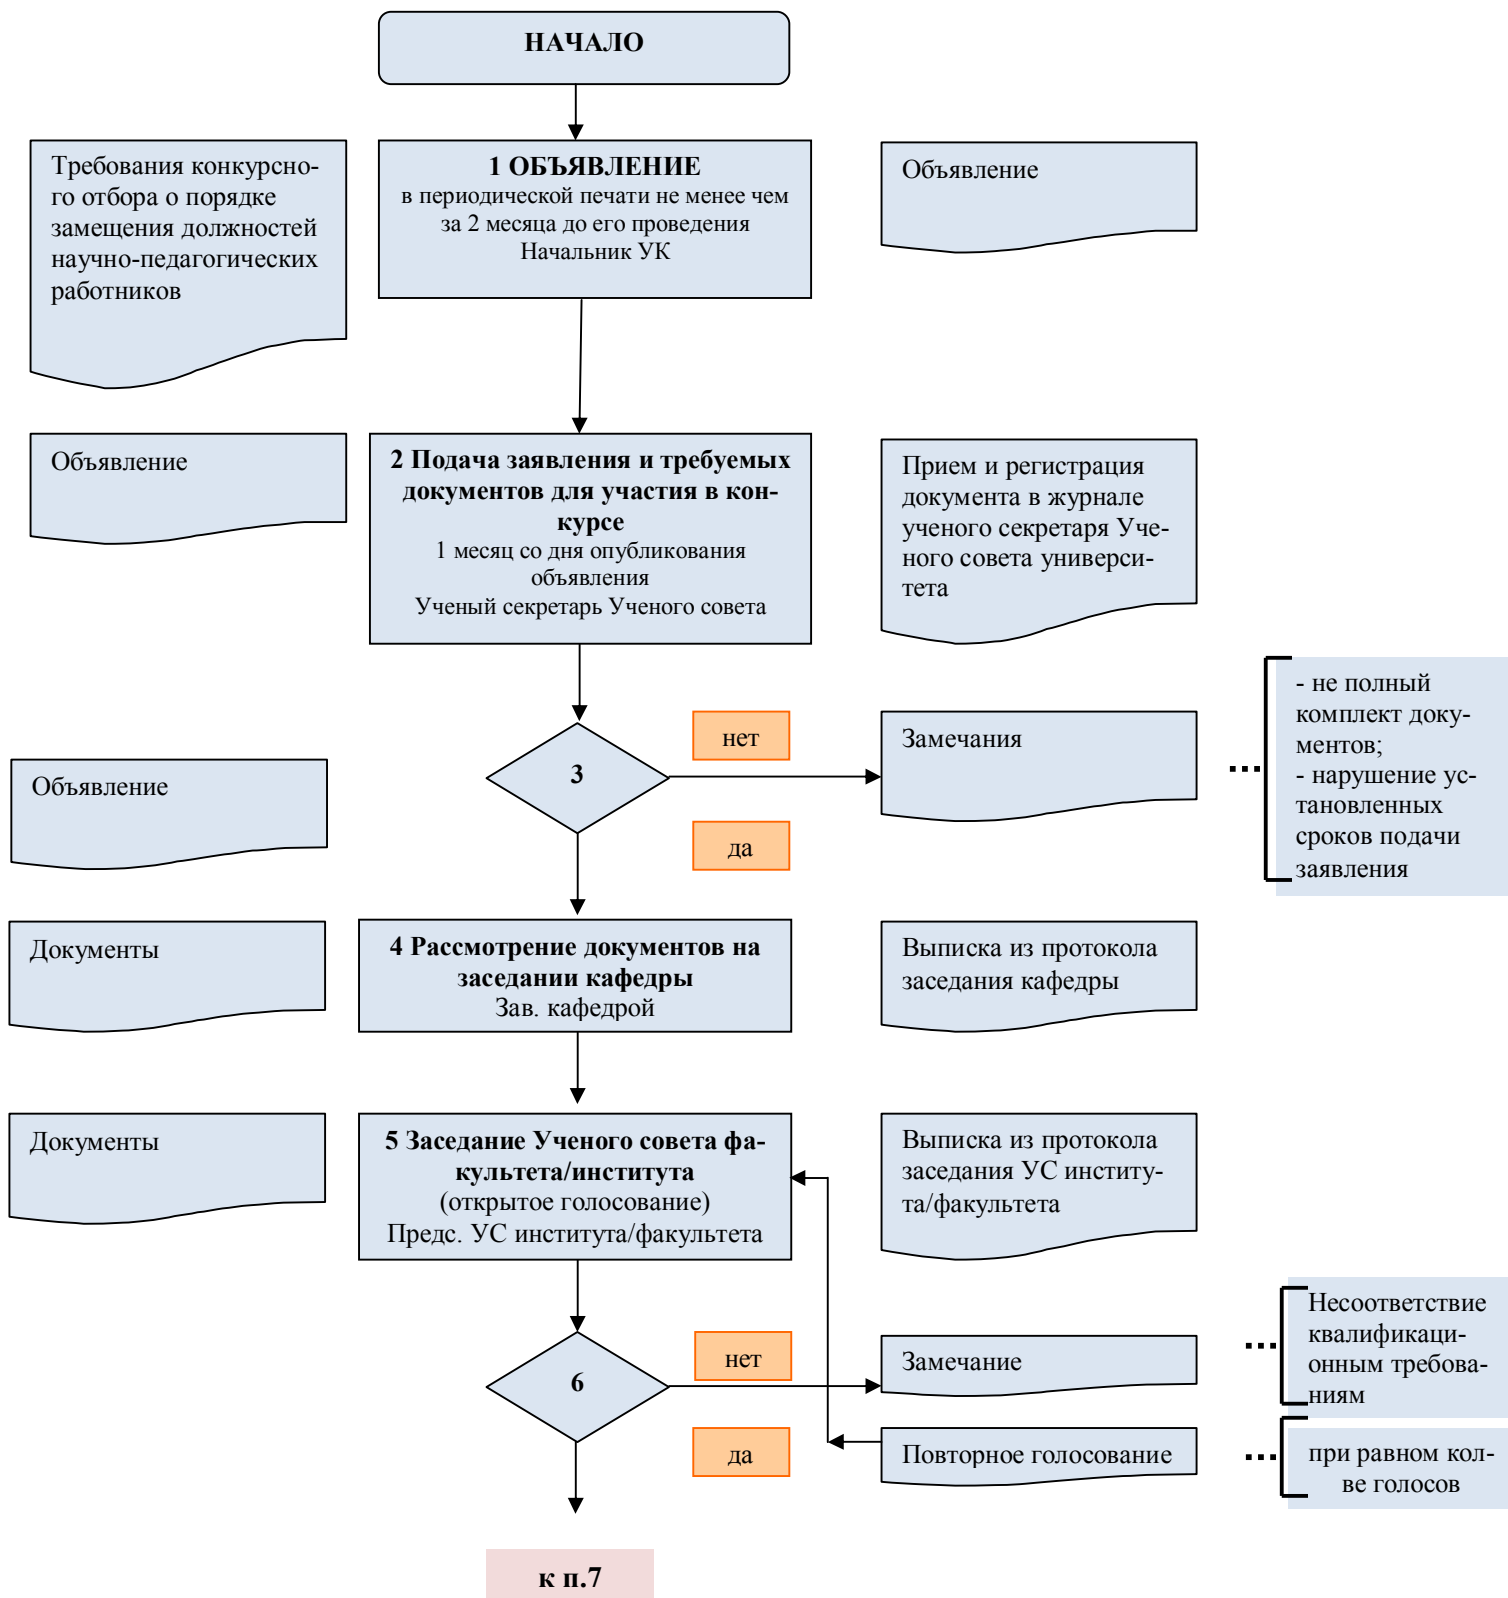 НАЧАЛО
Требования конкурсно-
го отбора о порядке
замещения должностей
научно-педагогических
работников
1 ОБЪЯВЛЕНИЕ
в периодической печати не менее чем
за 2 месяца до его проведения
Начальник УК
Объявление
Объявление
2 Подача заявления и требуемых
документов для участия в кон-
курсе
1 месяц со дня опубликования
объявления
Ученый секретарь Ученого совета
Прием и регистрация
документа в журнале
ученого секретаря Уче-
ного совета универси-
тета
Объявление
3
нет
да
Замечания
- не полный
комплект доку-
ментов;
- нарушение ус-
тановленных
сроков подачи
заявления
Документы
4 Рассмотрение документов на
заседании кафедры
Зав. кафедрой
Выписка из протокола
заседания кафедры
Документы
5 Заседание Ученого совета фа-
культета/института
(открытое голосование)
Предс. УС института/факультета
Выписка из протокола
заседания УС институ-
та/факультета
6
нет
да
Замечание
Несоответствие
квалификаци-
онным требова-
ниям
Повторное голосование
при равном кол-
ве голосов
к п.7